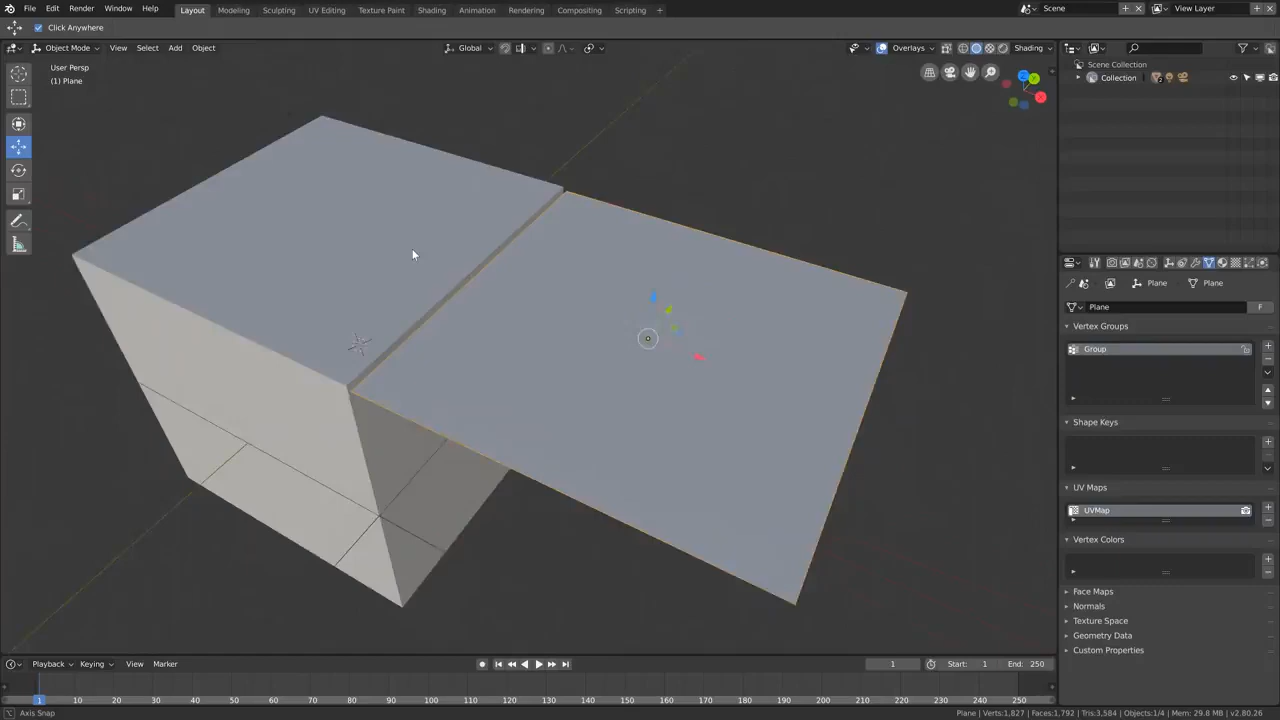 File Edit Render Window Help Layout Modeling Sculpting UV Editing Texture Paint Shading Animation Rendering Compositing Scripting + Scene View Layer
Click Anywhere
Object Mode View Select Add Object Global Overlays Shading
User Persp
(1) Plane
Scene Collection
Collection
Plane Plane
Plane F
Vertex Groups
Group
Shape Keys
UV Maps
UVMap
Vertex Colors
Face Maps
Normals
Texture Space
Geometry Data
Custom Properties
Playback Keying View Marker 1 Start: 1 End: 250
1 10 20 30 40 50 60 70 80 90 100 110 120 130 140 150 160 170 180 190 200 210 220 230 240 250
Axis Snap Plane | Verts:1,827 | Faces:1,792 | Tris:3,584 | Objects:1/4 | Mem: 29.8 MB | v2.80.26